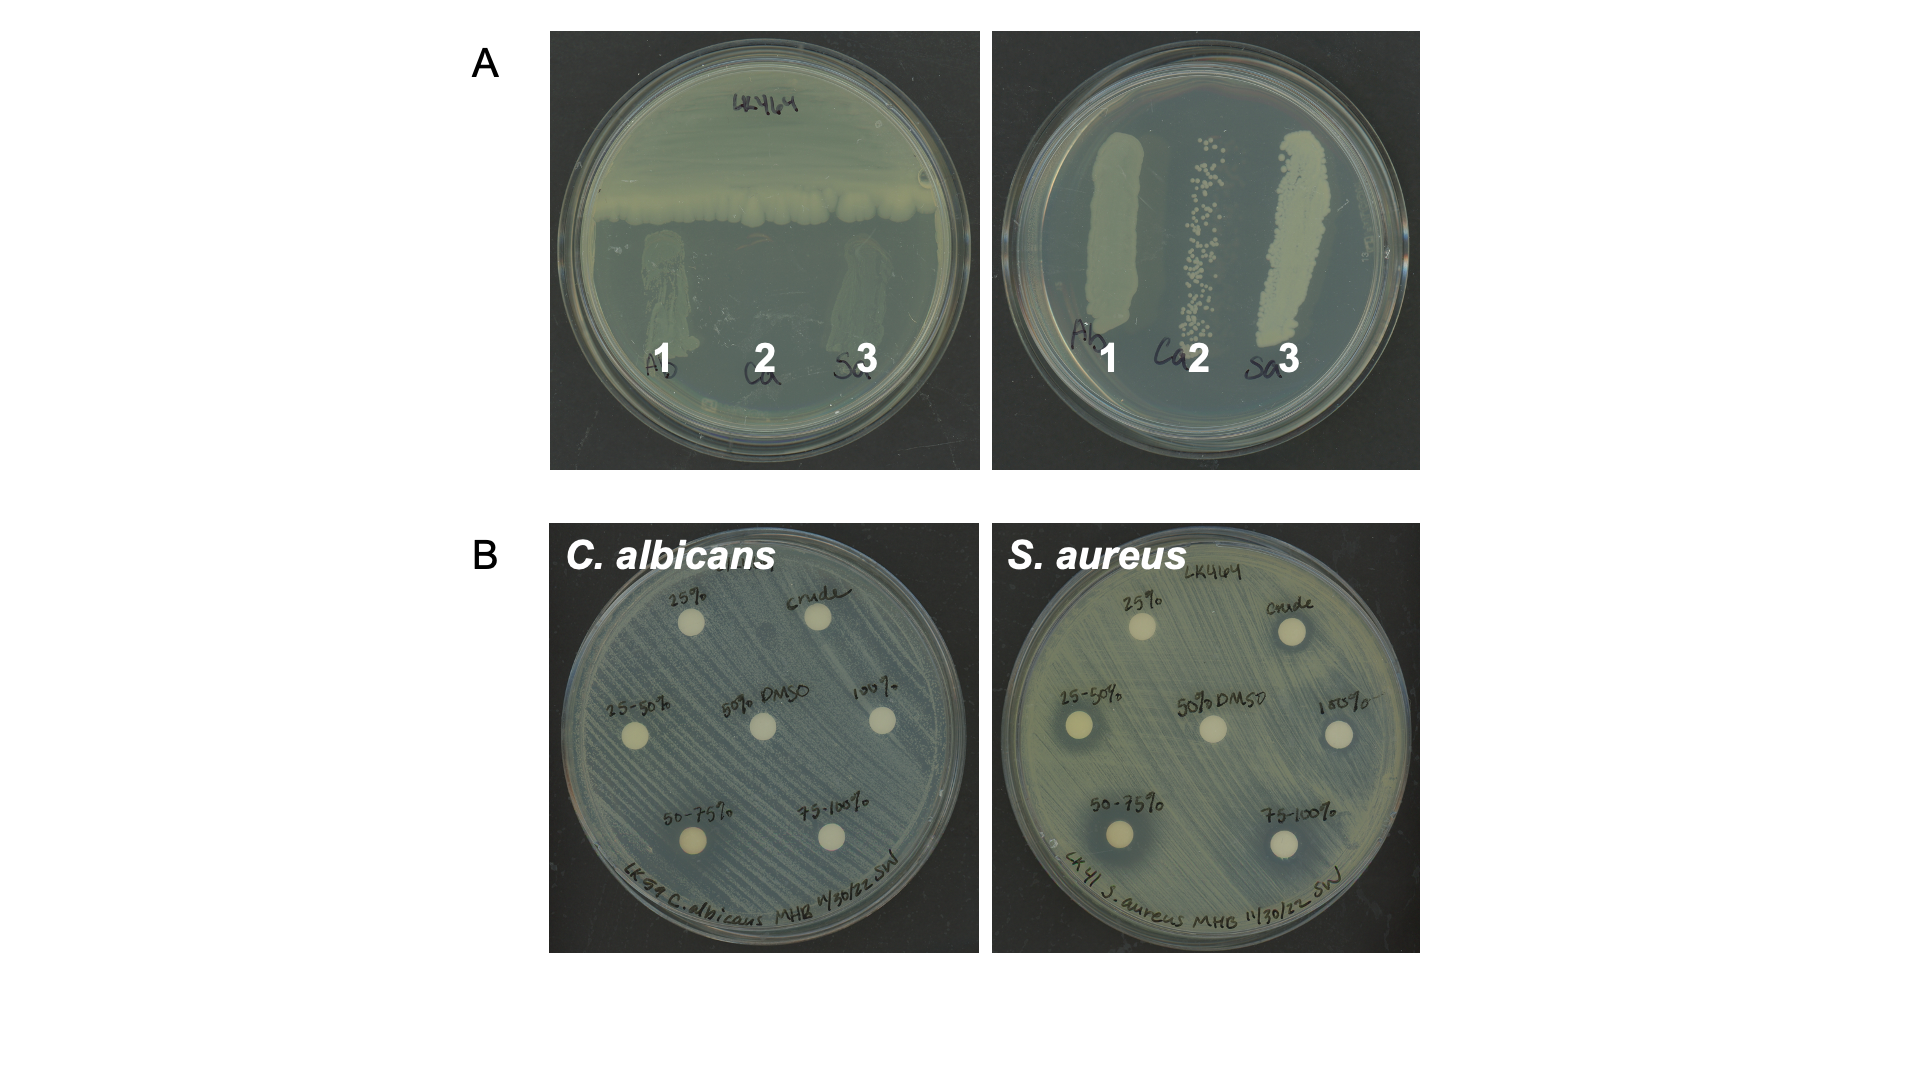 A
LK464
1 2 3
Ab Ca Sa
Ab Ca Sa
1 2 3
B
C. albicans
25%
crude
25-50%
50% DMSO
100%
50-75%
75-100%
LK59 C. albicans MHB 11/30/22 SW
S. aureus
LK464
25%
crude
25-50%
50% DMSO
100%
50-75%
75-100%
LK41 S. aureus MHB 11/30/22 SW